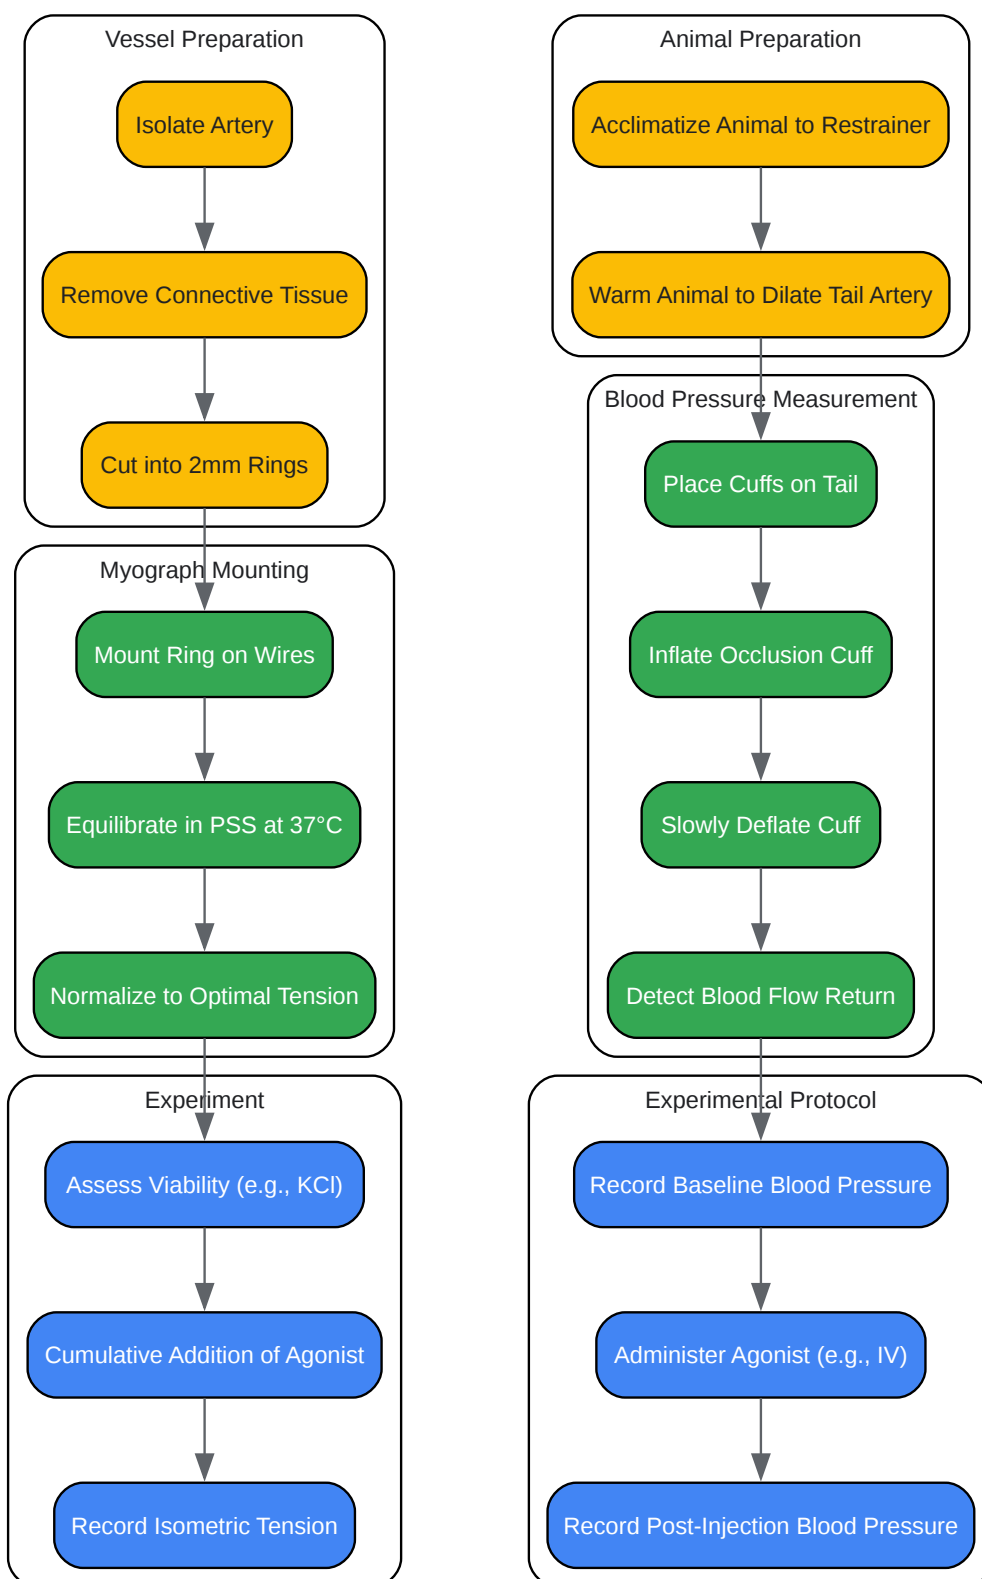 Vessel Preparation
Isolate Artery
Remove Connective Tissue
Cut into 2mm Rings
Myograph Mounting
Mount Ring on Wires
Equilibrate in PSS at 37°C
Normalize to Optimal Tension
Experiment
Assess Viability (e.g., KCl)
Cumulative Addition of Agonist
Record Isometric Tension
Animal Preparation
Acclimatize Animal to Restrainer
Warm Animal to Dilate Tail Artery
Blood Pressure Measurement
Place Cuffs on Tail
Inflate Occlusion Cuff
Slowly Deflate Cuff
Detect Blood Flow Return
Experimental Protocol
Record Baseline Blood Pressure
Administer Agonist (e.g., IV)
Record Post-Injection Blood Pressure